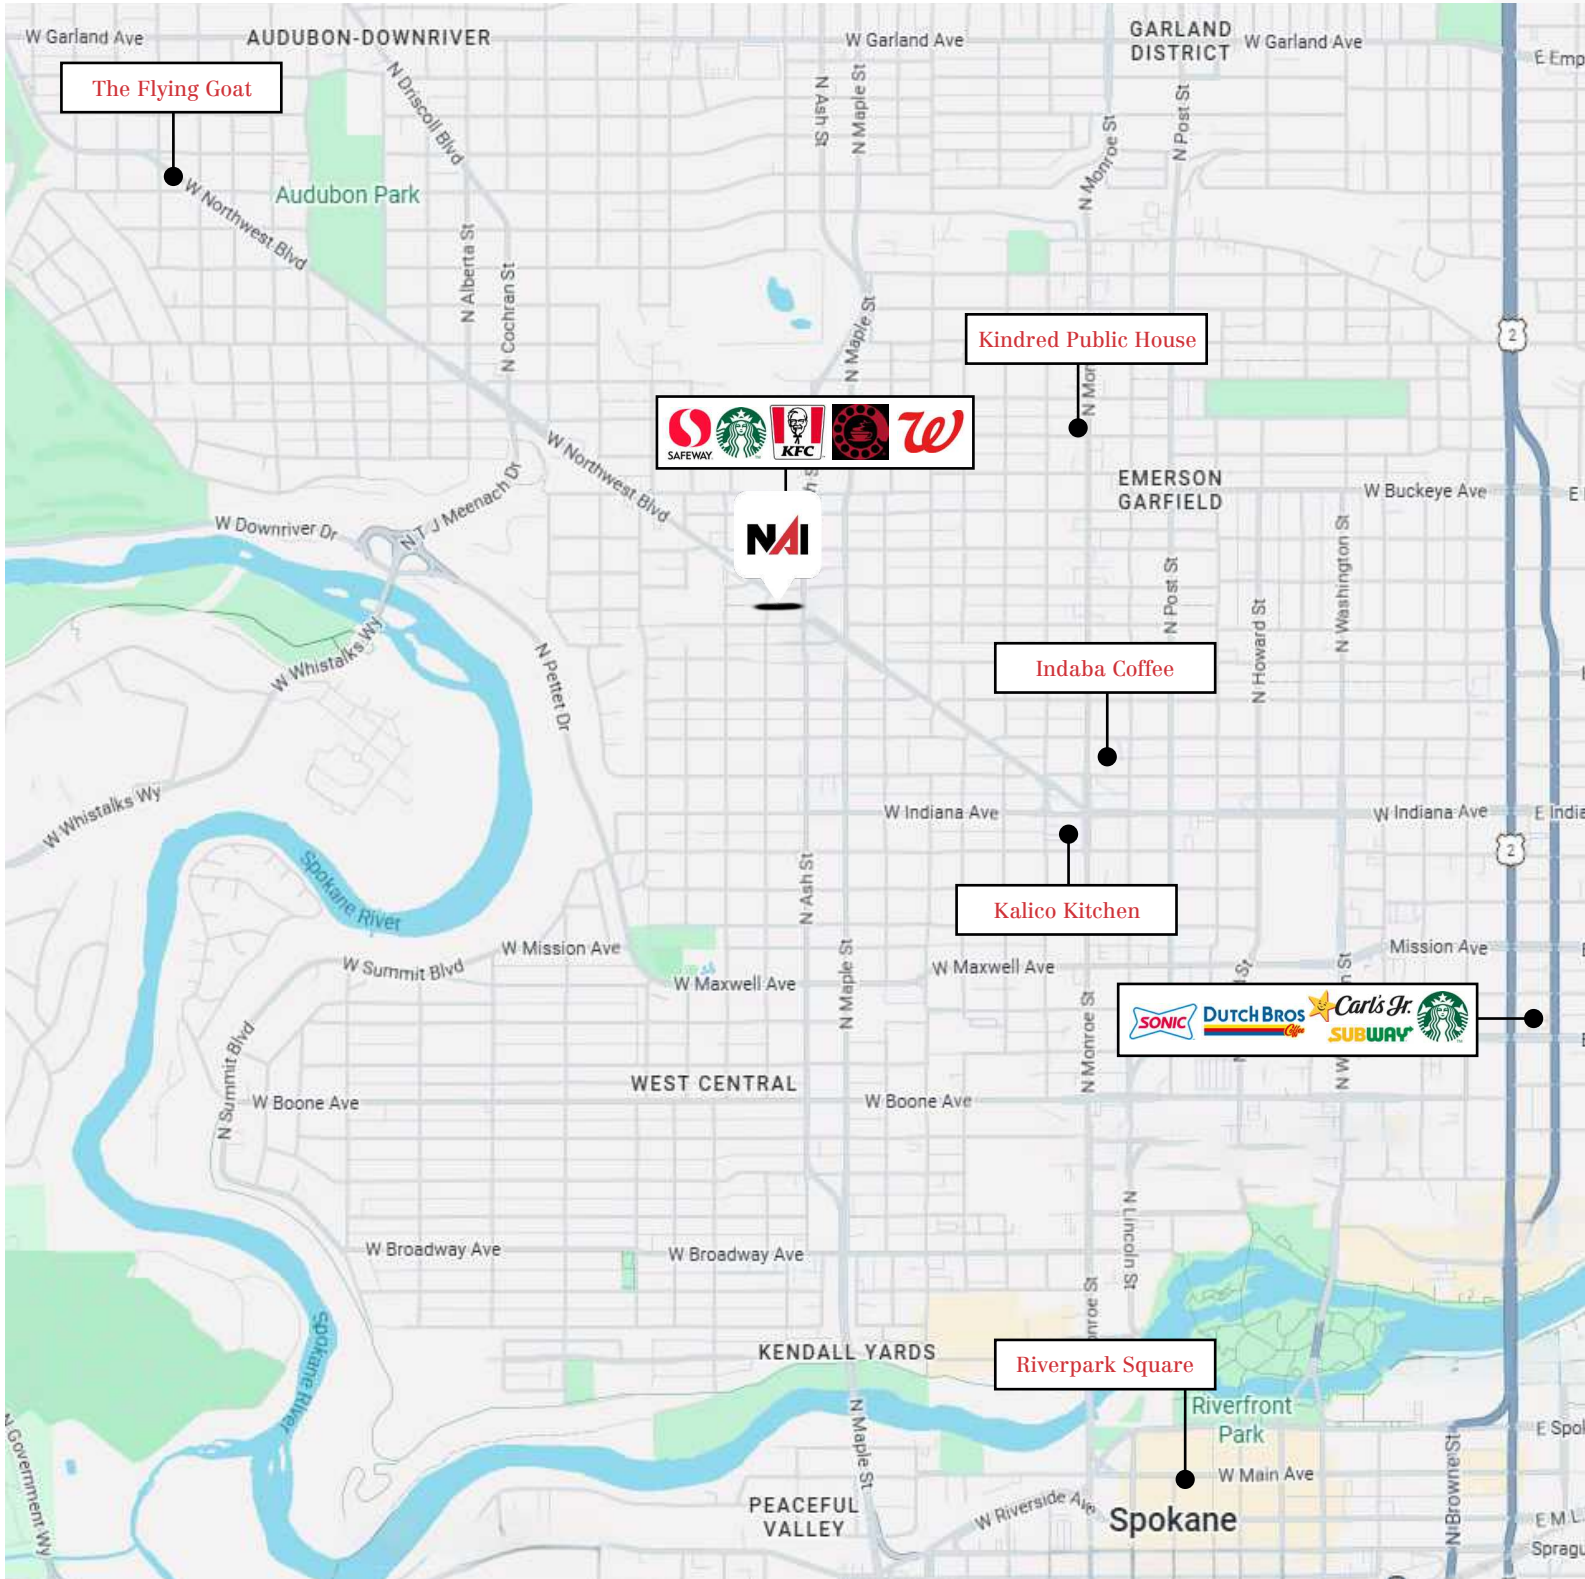 W Garland Ave
AUDUBON-DOWNRIVER
W Garland Ave
GARLAND
DISTRICT
W Garland Ave
E Emp
The Flying Goat
N Driscoll Blvd
N Ash St
N Maple St
N Monroe St
N Post St
W Northwest Blvd
Audubon Park
N Alberta St
N Cochran St
N Maple St
Kindred Public House
2
N Mon
SAFEWAY
KFC
W Northwest Blvd
EMERSON
GARFIELD
W Buckeye Ave
E
W Downriver Dr
N T J Meenach Dr
NAI
N Post St
N Howard St
N Washington St
W Whistalks Wy
N Pettet Dr
Indaba Coffee
W Whistalks Wy
W Indiana Ave
W Indiana Ave
E India
2
Spokane River
N Ash St
Kalico Kitchen
W Mission Ave
W Summit Blvd
W Maxwell Ave
W Maxwell Ave
Mission Ave
N Maple St
N Monroe St
SONIC
DUTCH BROS
Coffee
Carl's Jr.
SUBWAY
N Summit Blvd
WEST CENTRAL
W Boone Ave
W Boone Ave
N Lincoln St
W Broadway Ave
W Broadway Ave
Spokane River
KENDALL YARDS
Riverpark Square
Riverfront
Park
N Government Wy
N Maple St
W Main Ave
N Browne St
E Spok
PEACEFUL
VALLEY
W Riverside Ave
Spokane
E M.L.
Spragu